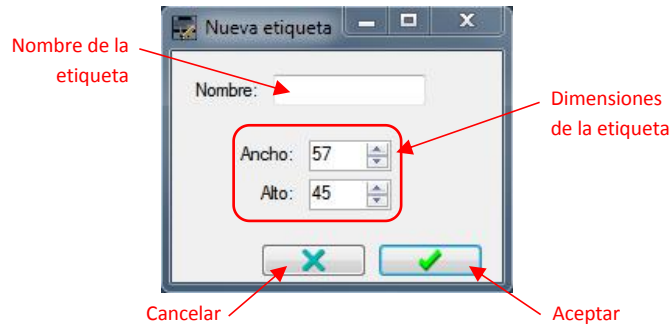 Nueva etiqueta
Nombre de la
etiqueta
Nombre:
Dimensiones
de la etiqueta
Ancho: 57
Alto: 45
Cancelar
Aceptar